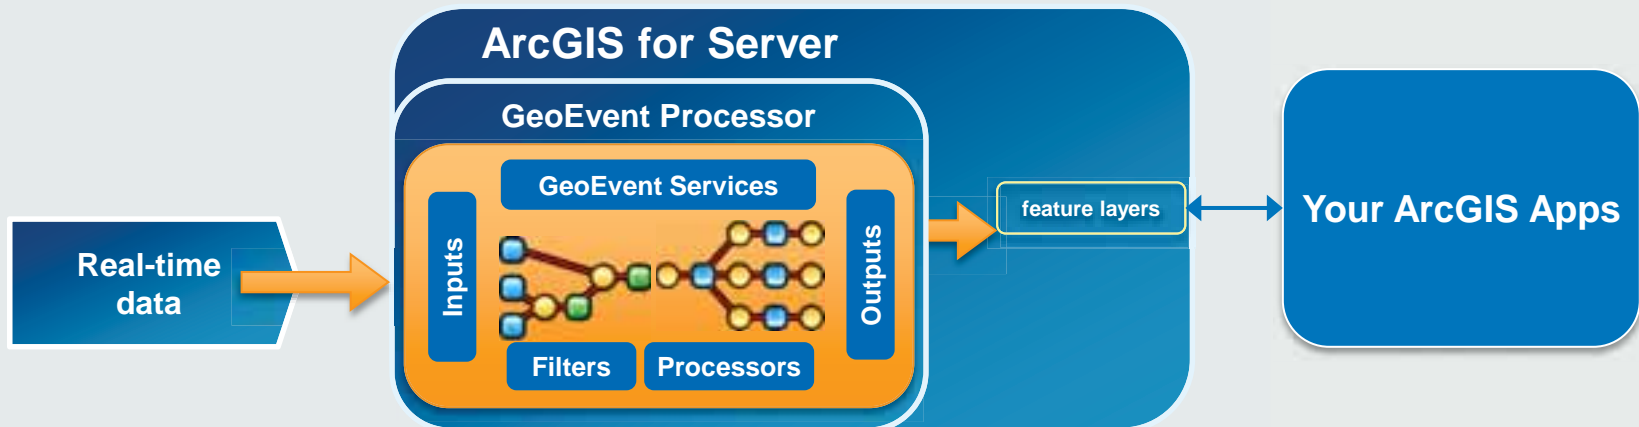 ArcGIS for Server
GeoEvent Processor
GeoEvent Services
Inputs
Outputs
Filters
Processors
Real-time
data
feature layers
Your ArcGIS Apps